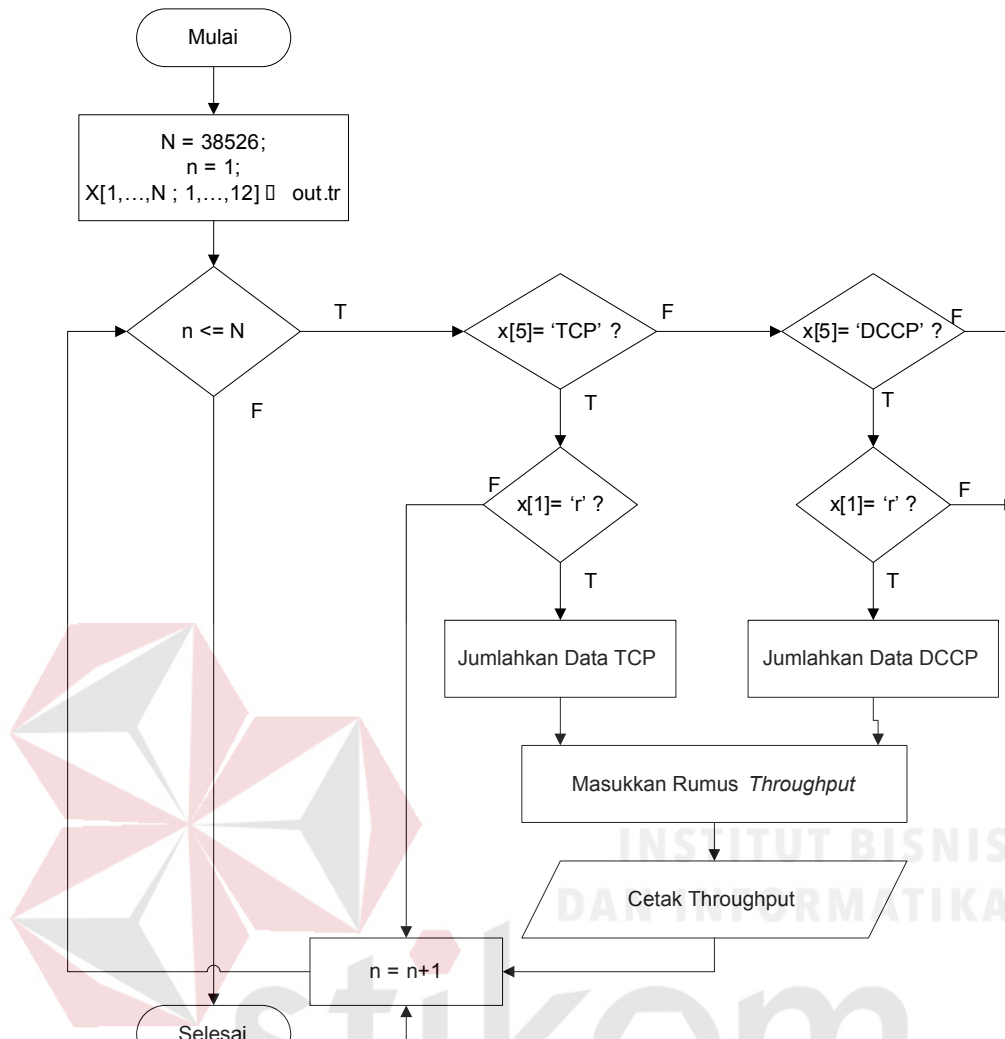 Mulai
N = 38526;
n = 1;
X[1,…,N ; 1,…,12] ▯ out.tr
n <= N
T
F
x[5]= ‘TCP’ ?
F
T
x[5]= ‘DCCP’ ?
F
T
x[1]= ‘r’ ?
F
T
x[1]= ‘r’ ?
F
T
Jumlahkan Data TCP
Jumlahkan Data DCCP
Masukkan Rumus Throughput
INSTITUT BISNIS
DAN INFORMATIKA
Cetak Throughput
n = n+1
stikom
Selesai